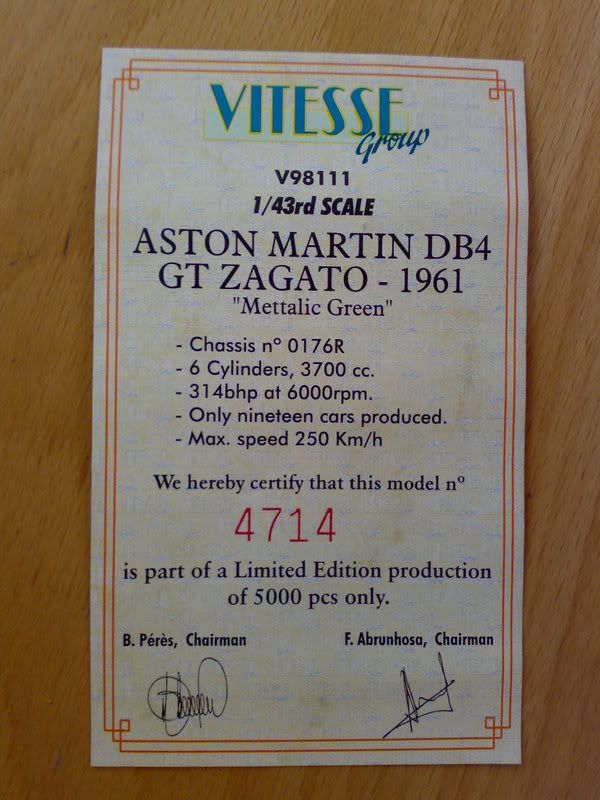 VITESSE
Group
V98111
1/43rd SCALE
ASTON MARTIN DB4
GT ZAGATO - 1961
"Mettalic Green"
- Chassis nº 0176R
- 6 Cylinders, 3700 cc.
- 314bhp at 6000rpm.
- Only nineteen cars produced.
- Max. speed 250 Km/h
We hereby certify that this model nº
4714
is part of a Limited Edition production
of 5000 pcs only.
B. Pérès, Chairman F. Abrunhosa, Chairman